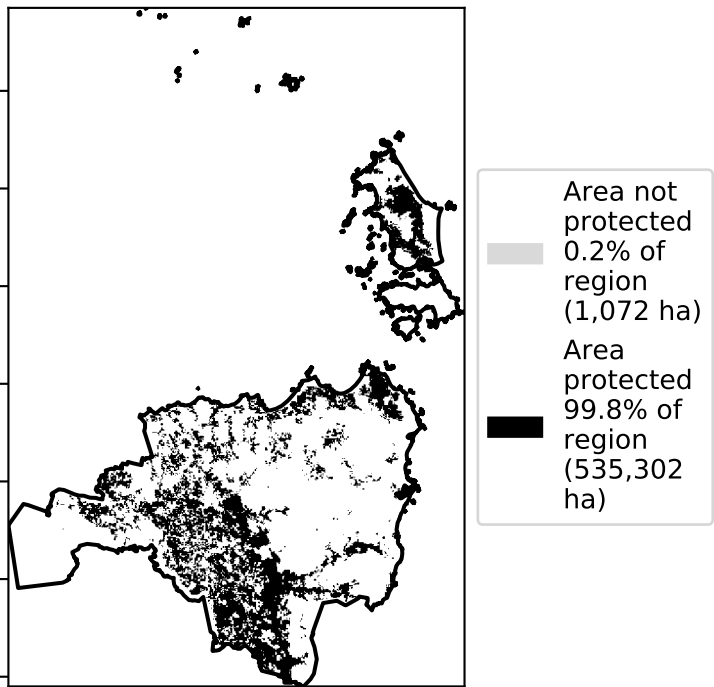 Area not
protected
0.2% of
region
(1,072 ha)
Area
protected
99.8% of
region
(535,302
ha)